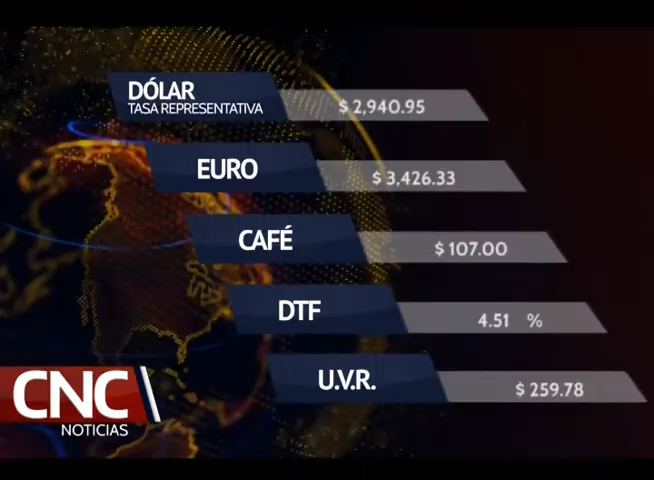 DÓLAR
TASA REPRESENTATIVA
$ 2,940.95
EURO
$ 3,426.33
CAFÉ
$ 107.00
DTF
4.51 %
U.V.R.
$ 259.78
CNC
NOTICIAS